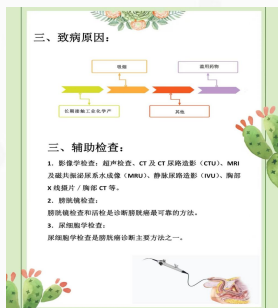 三、致病原因：
吸烟
滥用药物
长期接触工业化学产
其他
三、辅助检查：
1．影像学检查：超声检查、CT 及 CT 尿路造影（CTU）、MRI
及磁共振泌尿系水成像（MRU）、静脉尿路造影（IVU）、胸部
X 线摄片／胸部 CT 等。
2．膀胱镜检查：
膀胱镜检查和活检是诊断膀胱癌最可靠的方法。
3．尿细胞学检查：
尿细胞学检查是膀胱癌诊断主要方法之一。